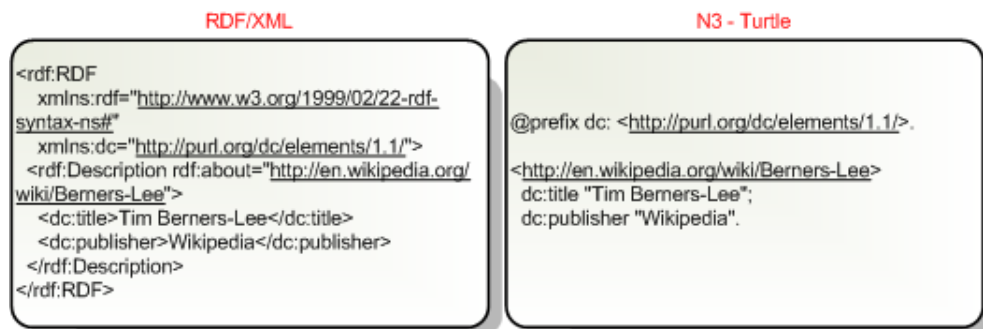 RDF/XML
<rdf:RDF
xmlns:rdf="http://www.w3.org/1999/02/22-rdf-
syntax-ns#"
xmlns:dc="http://purl.org/dc/elements/1.1/">
<rdf:Description rdf:about="http://en.wikipedia.org/
wiki/Berners-Lee">
<dc:title>Tim Berners-Lee</dc:title>
<dc:publisher>Wikipedia</dc:publisher>
</rdf:Description>
</rdf:RDF>
N3 - Turtle
@prefix dc: <http://purl.org/dc/elements/1.1/>.
<http://en.wikipedia.org/wiki/Berners-Lee>
dc:title "Tim Berners-Lee";
dc:publisher "Wikipedia".